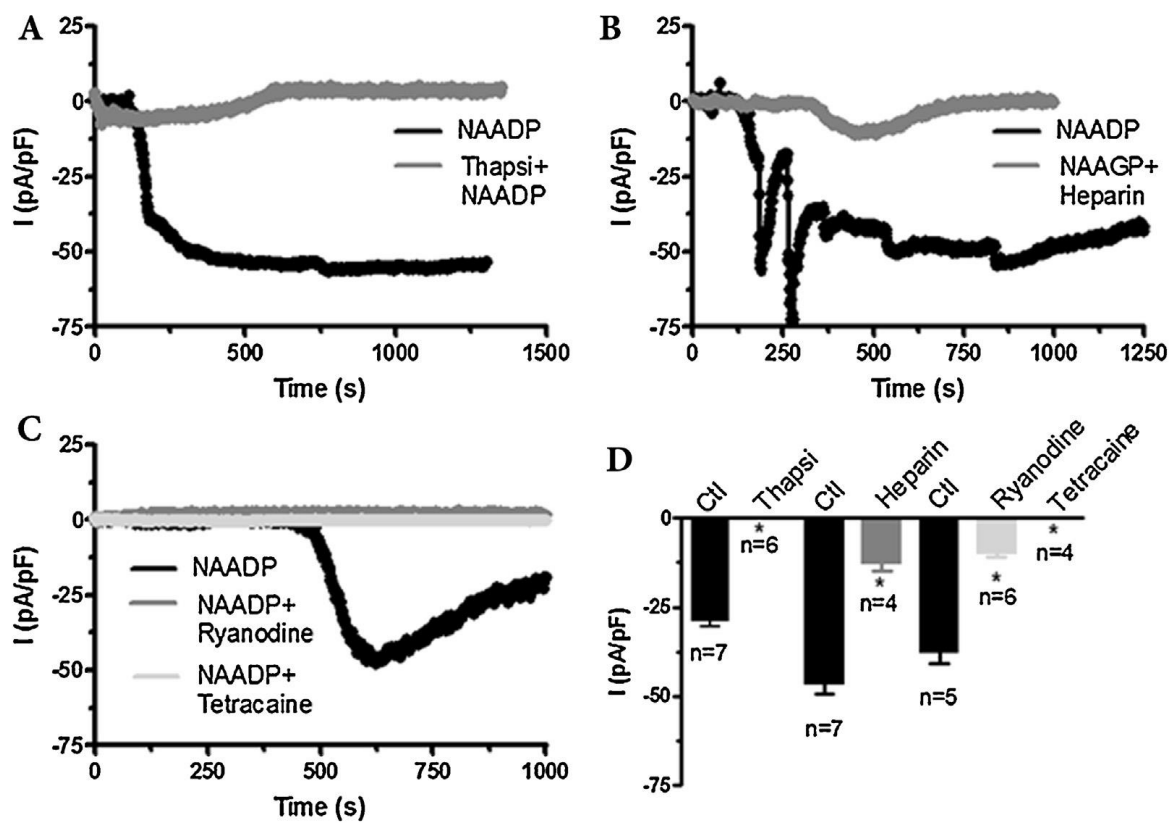 A
25
0
-25
-50
-75
I (pA/pF)
NAADP
Thapsi+
NAADP
0
500
1000
1500
Time (s)
B
25
0
-25
-50
-75
I (pA/pF)
NAADP
NAAGP+
Heparin
0
250
500
750
1000
1250
Time (s)
C
25
0
-25
-50
-75
I (pA/pF)
NAADP
NAADP+
Ryanodine
NAADP+
Tetracaine
0
250
500
750
1000
Time (s)
D
Ctl
Thapsi
Ctl
Heparin
Ctl
Ryanodine
Tetracaine
0
-25
-50
-75
I (pA/pF)
n=7
*
n=6
n=7
*
n=4
n=5
*
n=6
*
n=4